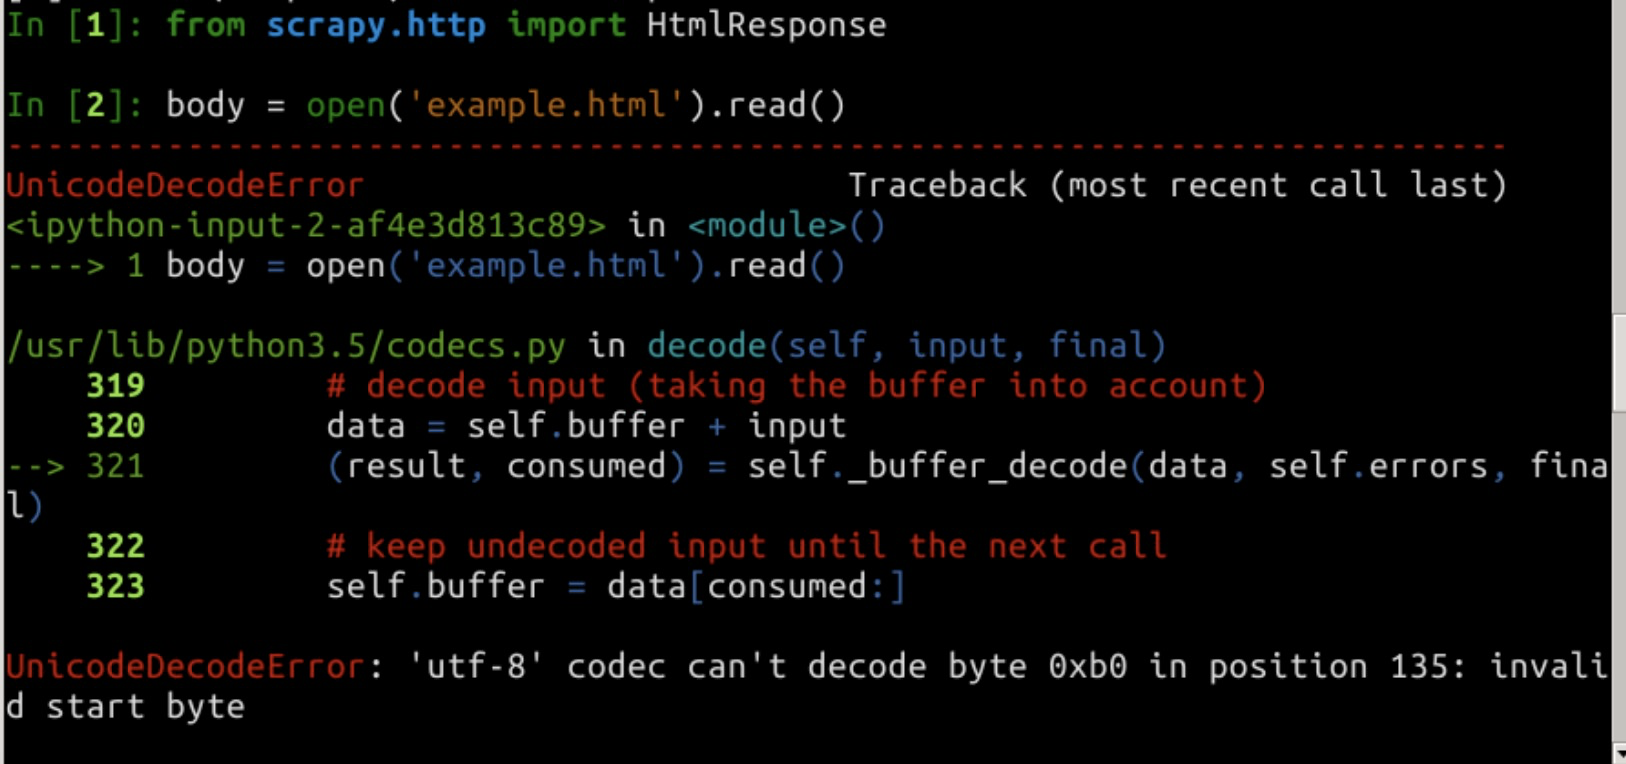 In [1]: from scrapy.http import HtmlResponse
In [2]: body = open('example.html').read()
---------------------------------------------------------------------------
UnicodeDecodeError                        Traceback (most recent call last)
<ipython-input-2-af4e3d813c89> in <module>()
----> 1 body = open('example.html').read()
/usr/lib/python3.5/codecs.py in decode(self, input, final)
    319         # decode input (taking the buffer into account)
    320         data = self.buffer + input
--> 321         (result, consumed) = self._buffer_decode(data, self.errors, fina
l)
    322         # keep undecoded input until the next call
    323         self.buffer = data[consumed:]
UnicodeDecodeError: 'utf-8' codec can't decode byte 0xb0 in position 135: invali
d start byte